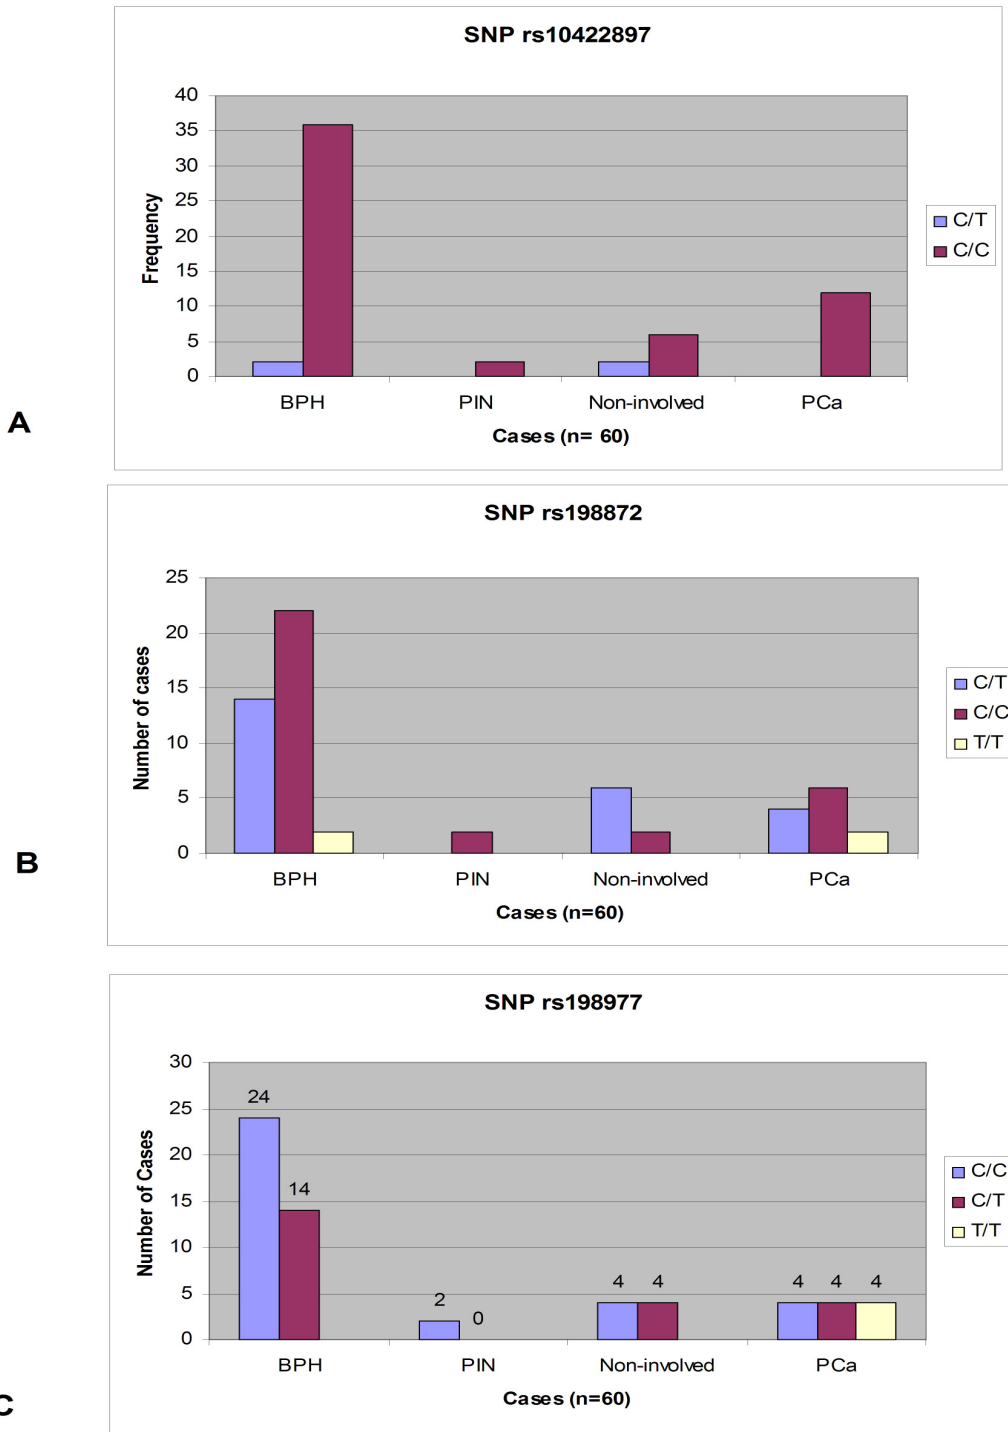 SNP rs10422897
40
35
30
25
20
15
10
5
0
Frequency
C/T
C/C
BPH PIN Non-involved PCa
Cases (n= 60)
A
SNP rs198872
25
20
15
10
5
0
Number of cases
C/T
C/C
T/T
BPH PIN Non-involved PCa
Cases (n=60)
B
SNP rs198977
30
25
20
15
10
5
0
Number of Cases
24
14
2
0
4 4
4 4 4
C/C
C/T
T/T
BPH PIN Non-involved PCa
Cases (n=60)
C